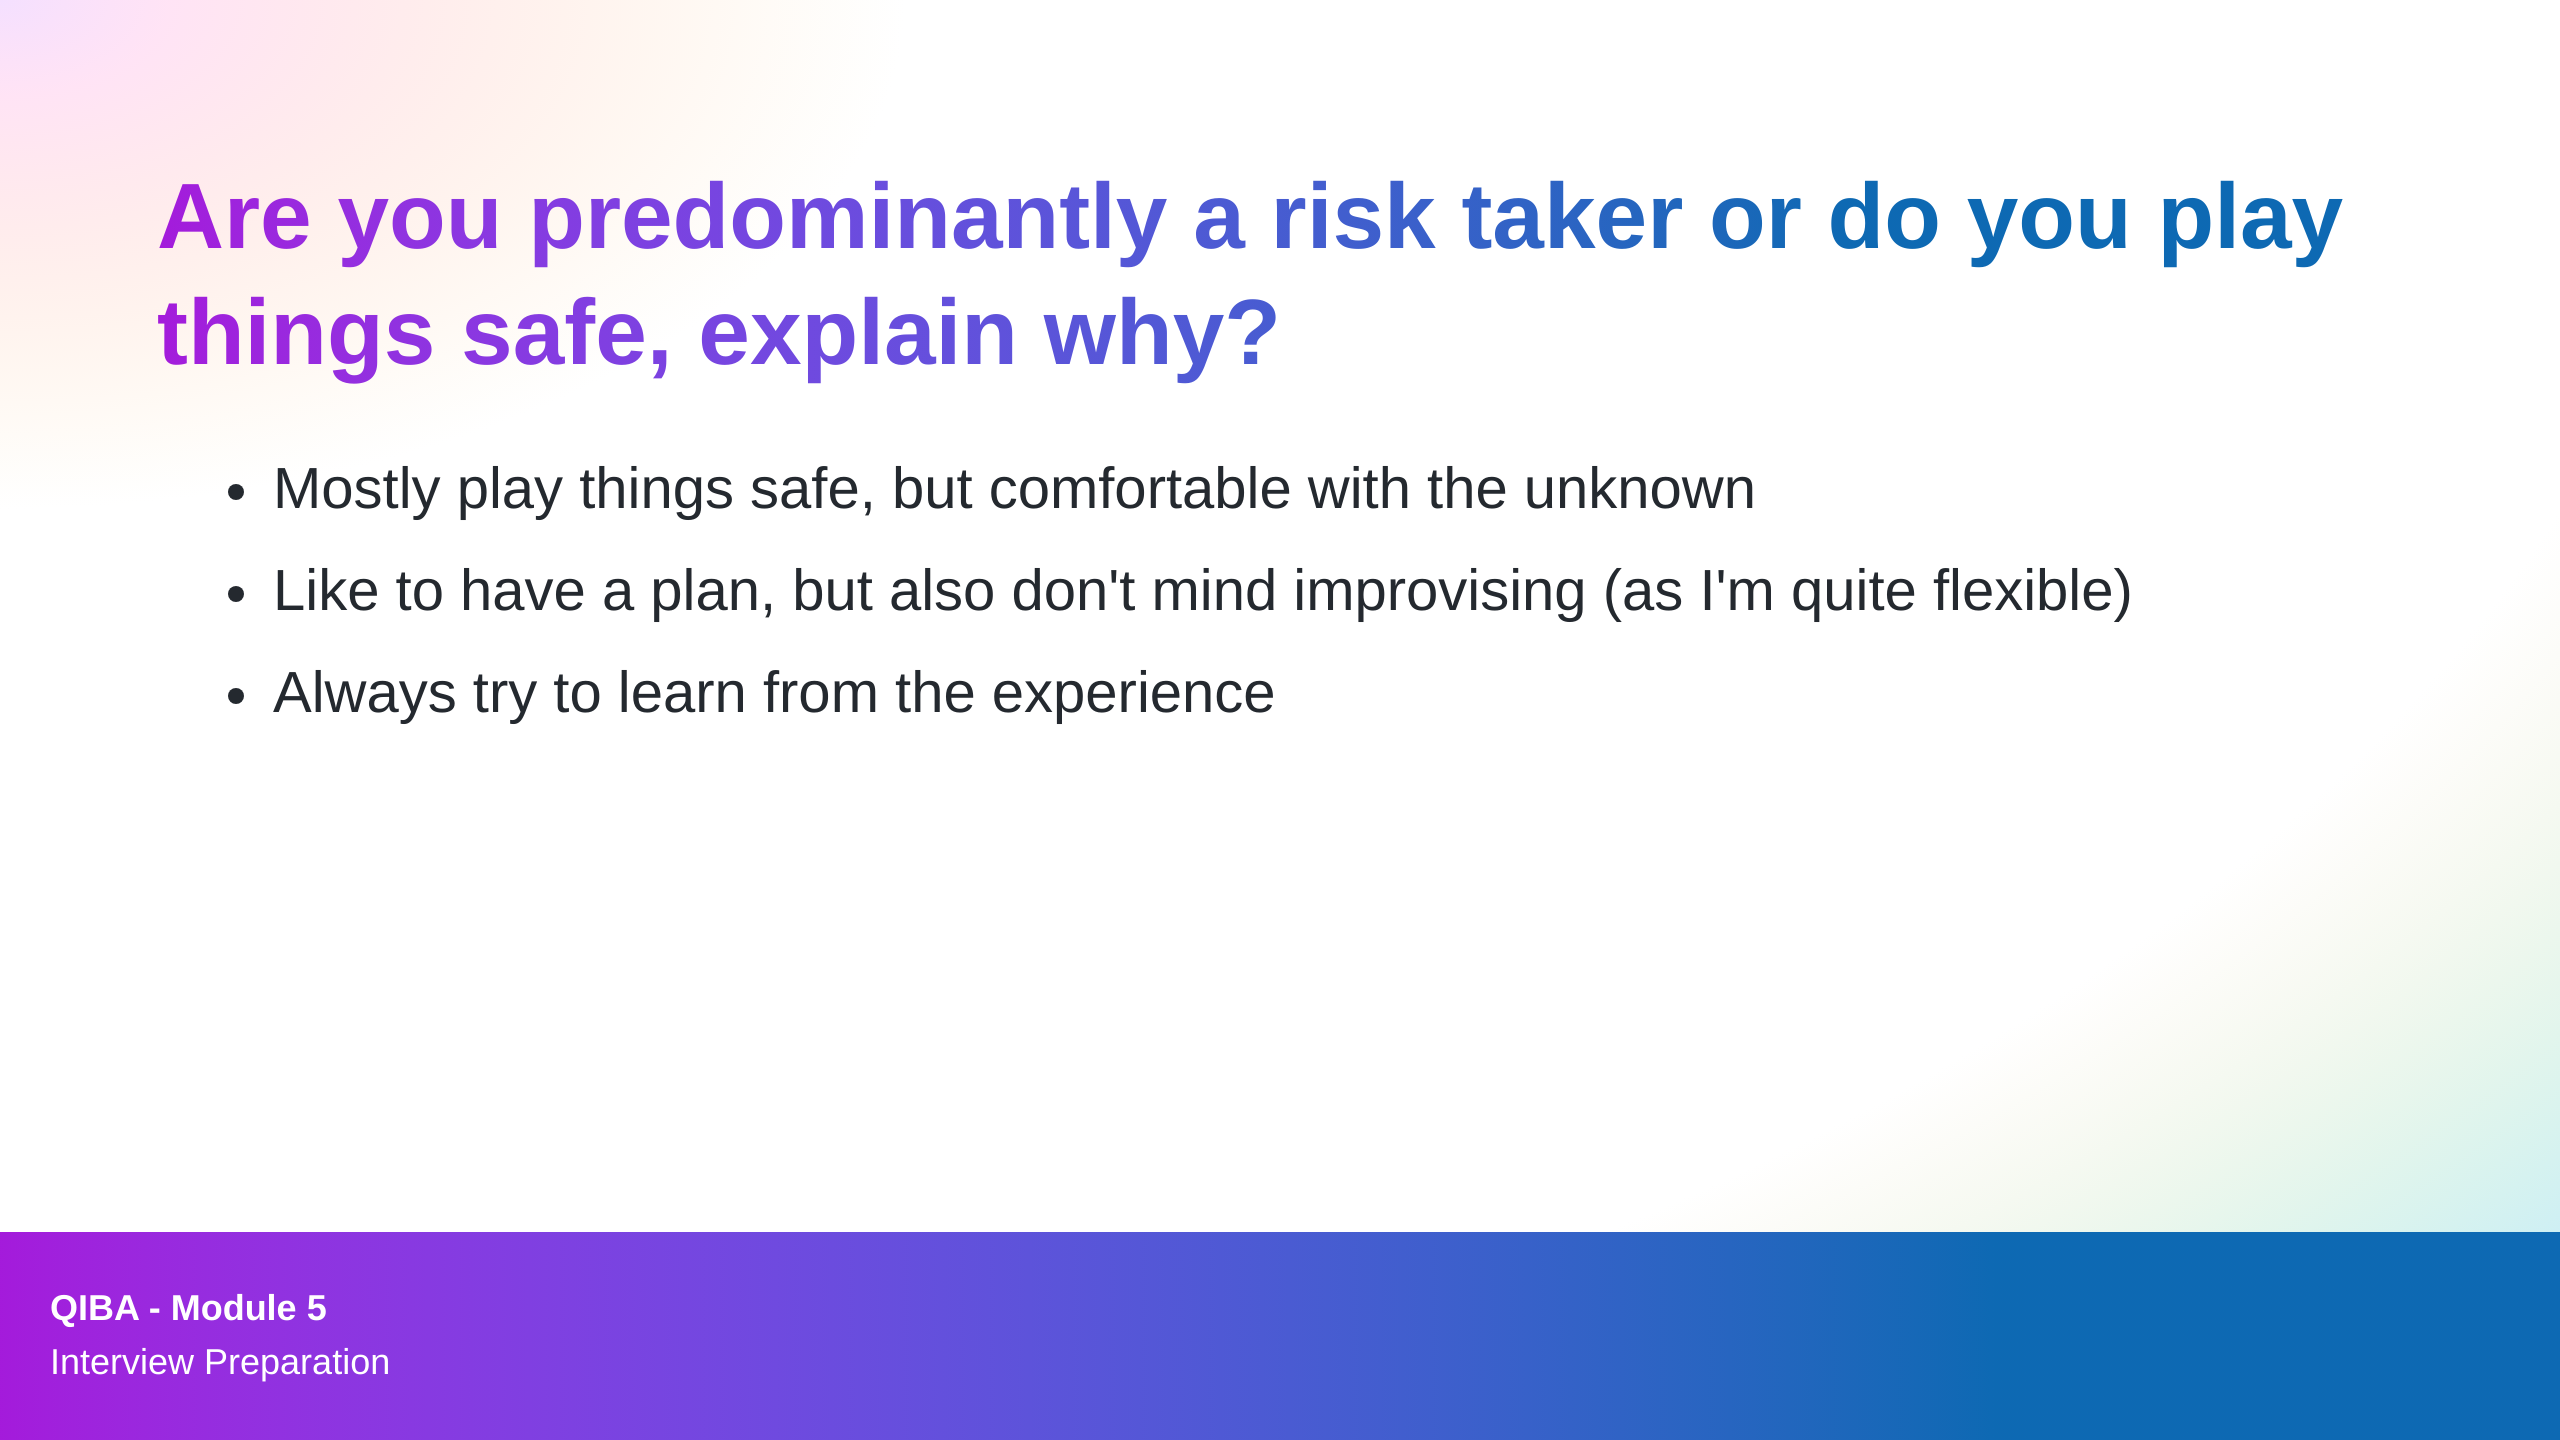 Are you predominantly a risk taker or do you play
things safe, explain why?
• Mostly play things safe, but comfortable with the unknown
• Like to have a plan, but also don't mind improvising (as I'm quite flexible)
• Always try to learn from the experience
QIBA - Module 5
Interview Preparation